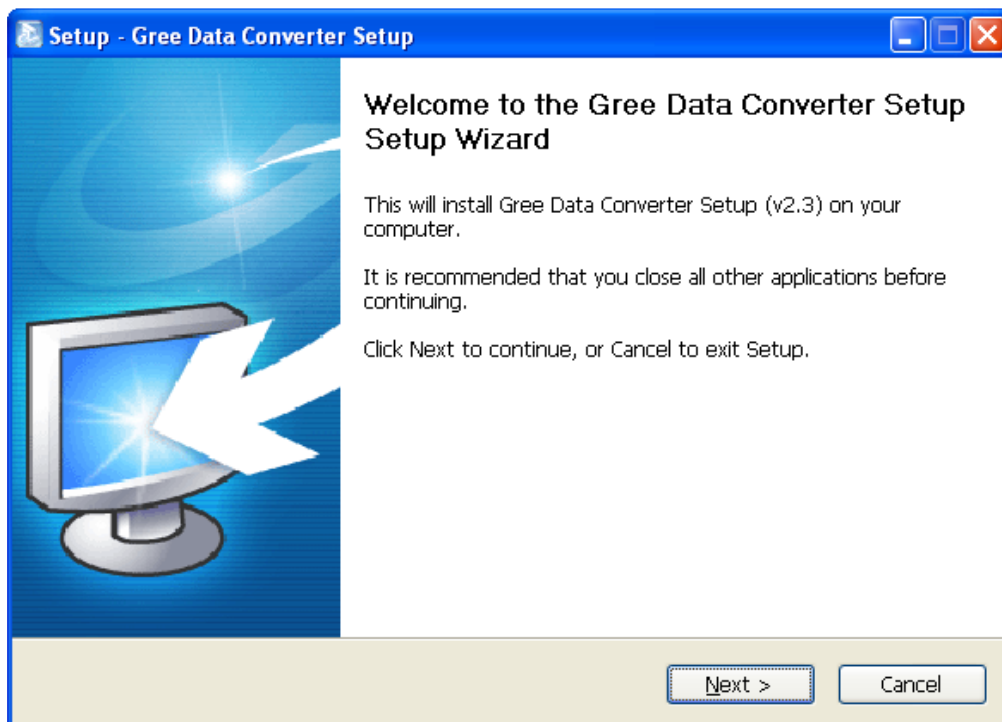 Setup - Gree Data Converter Setup
Welcome to the Gree Data Converter Setup
Setup Wizard
This will install Gree Data Converter Setup (v2.3) on your
computer.
It is recommended that you close all other applications before
continuing.
Click Next to continue, or Cancel to exit Setup.
Next >
Cancel